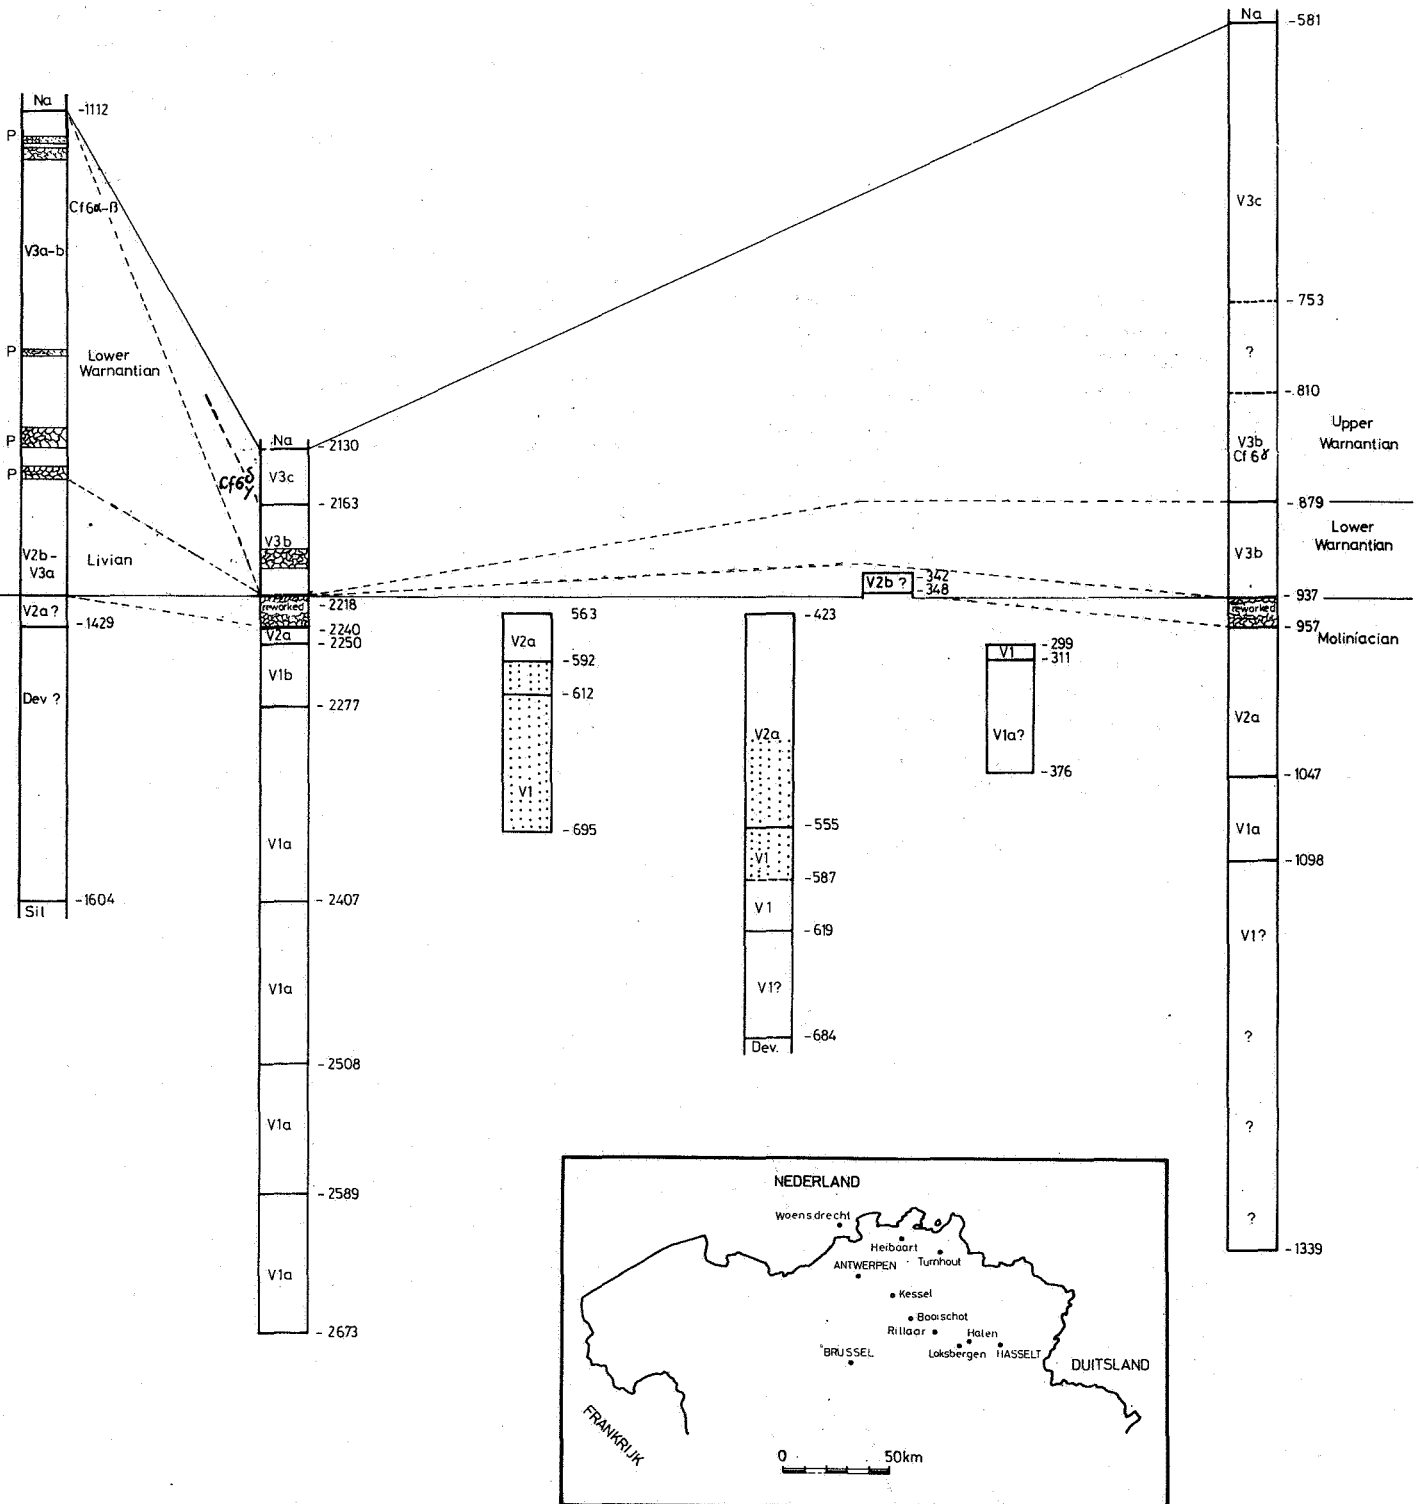 Na
-1112
P
Cf6α-β
V3a-b
P
Lower
Warnantian
P
P
V2b-
V3a
Livian
V2a ?
-1429
Dev ?
-1604
Sil
Na
-2130
V3c
Cf6
δ
γ
-2163
V3b
reworked
-2218
-2240
V2a
-2250
V1b
-2277
V1a
-2407
V1a
-2508
V1a
-2589
V1a
-2673
563
V2a
-592
-612
V1
-695
-423
V2a
-555
V1
-587
V1
-619
V1?
-684
Dev.
V2b ?
-342
-348
-299
V1
-311
V1a?
-376
Na
-581
V3c
-753
?
-810
V3b
Cf 6γ
Upper
Warnantian
-879
V3b
Lower
Warnantian
-937
reworked
-957
Moliniacian
V2a
-1047
V1a
-1098
V1?
?
?
?
-1339
NEDERLAND
Woensdrecht
Heibaart
Turnhout
ANTWERPEN
Kessel
Booischot
Rillaar
Halen
Loksbergen
HASSELT
BRUSSEL
DUITSLAND
FRANKRIJK
0 50km